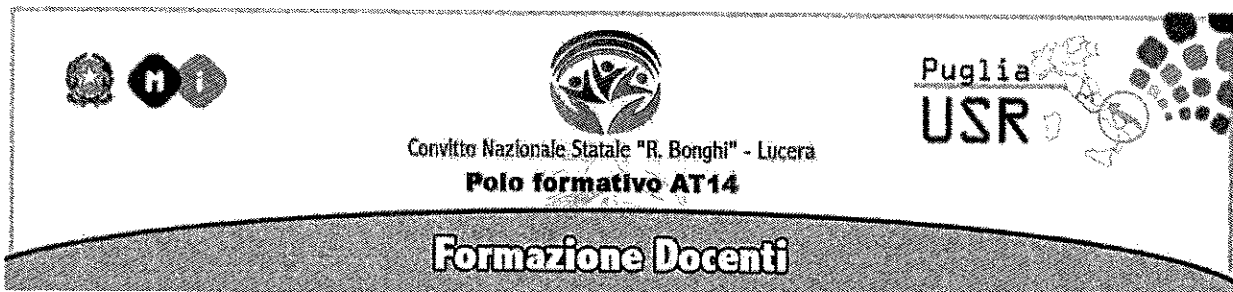 M i
Convitto Nazionale Statale "R. Bonghi" - Lucera
Polo formativo AT14
Puglia
USR
Formazione Docenti